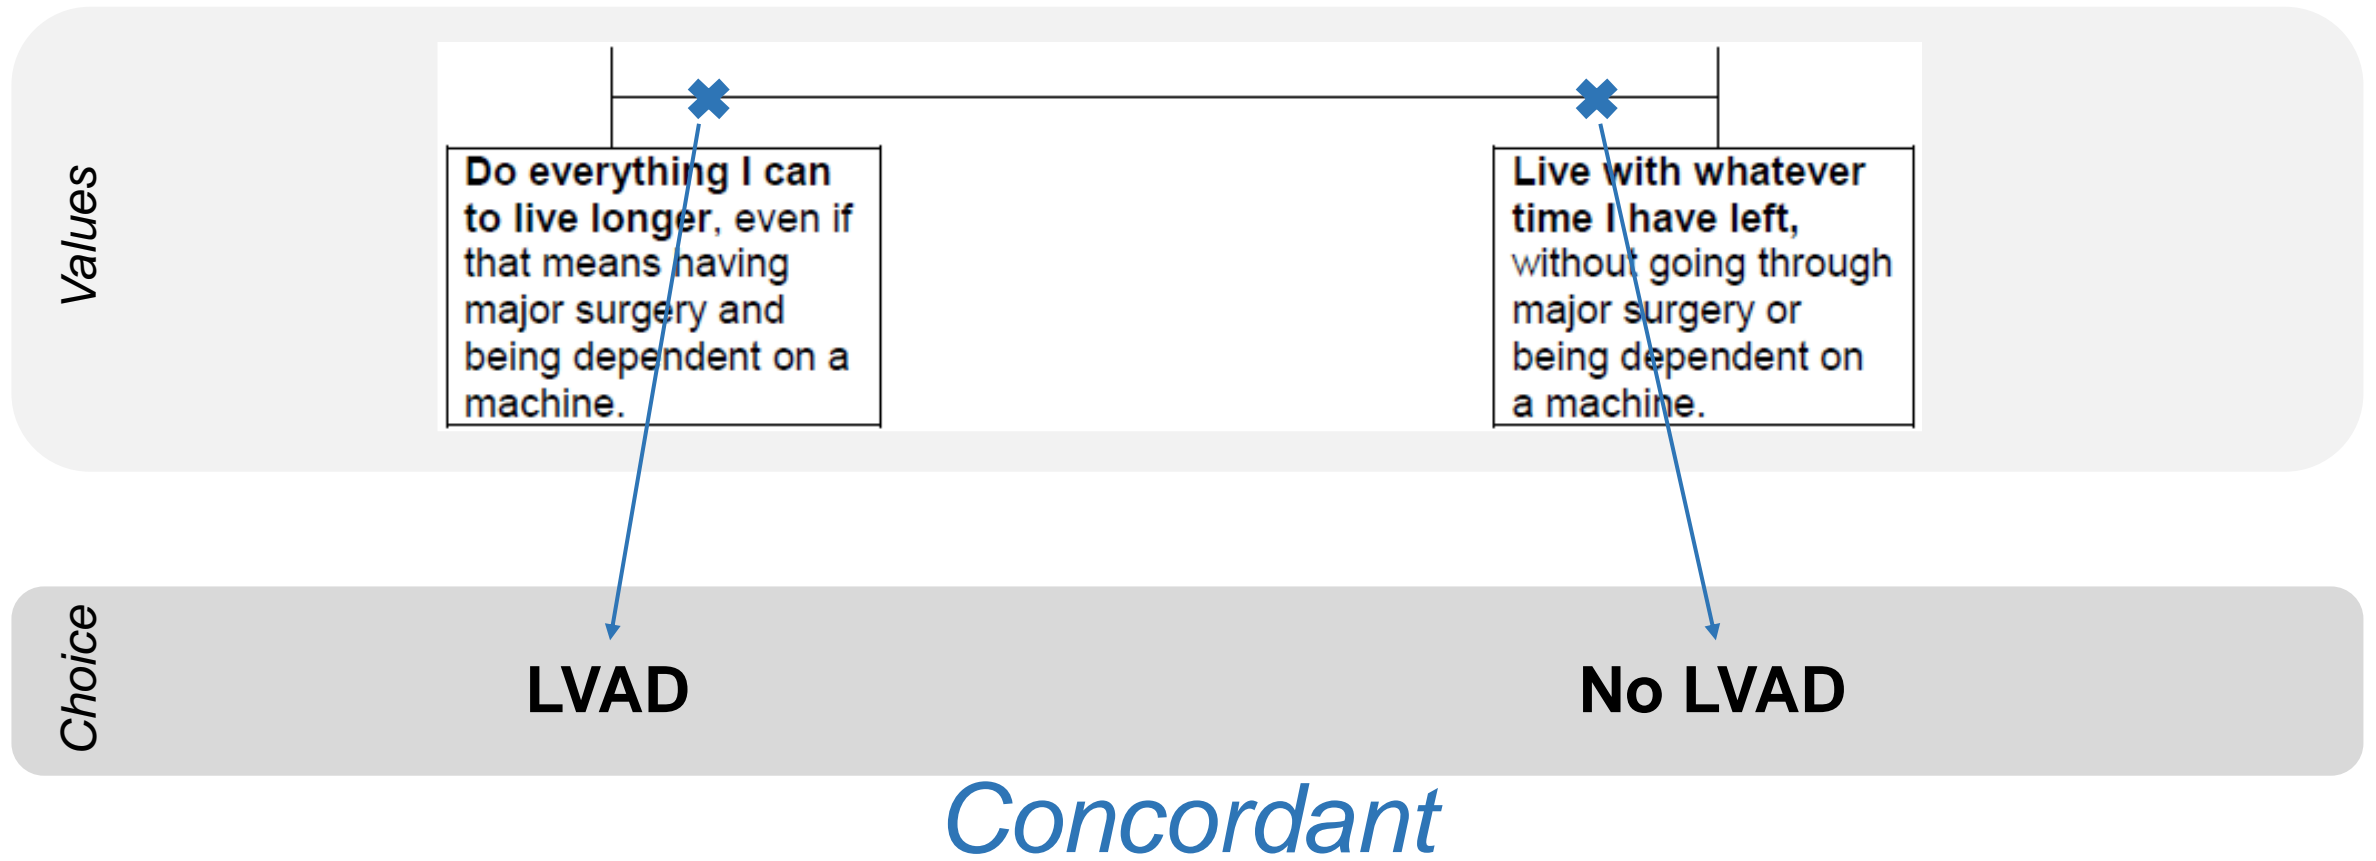 Values
Do everything I can
to live longer, even if
that means having
major surgery and
being dependent on a
machine.
Live with whatever
time I have left,
without going through
major surgery or
being dependent on
a machine.
Choice
LVAD
No LVAD
Concordant